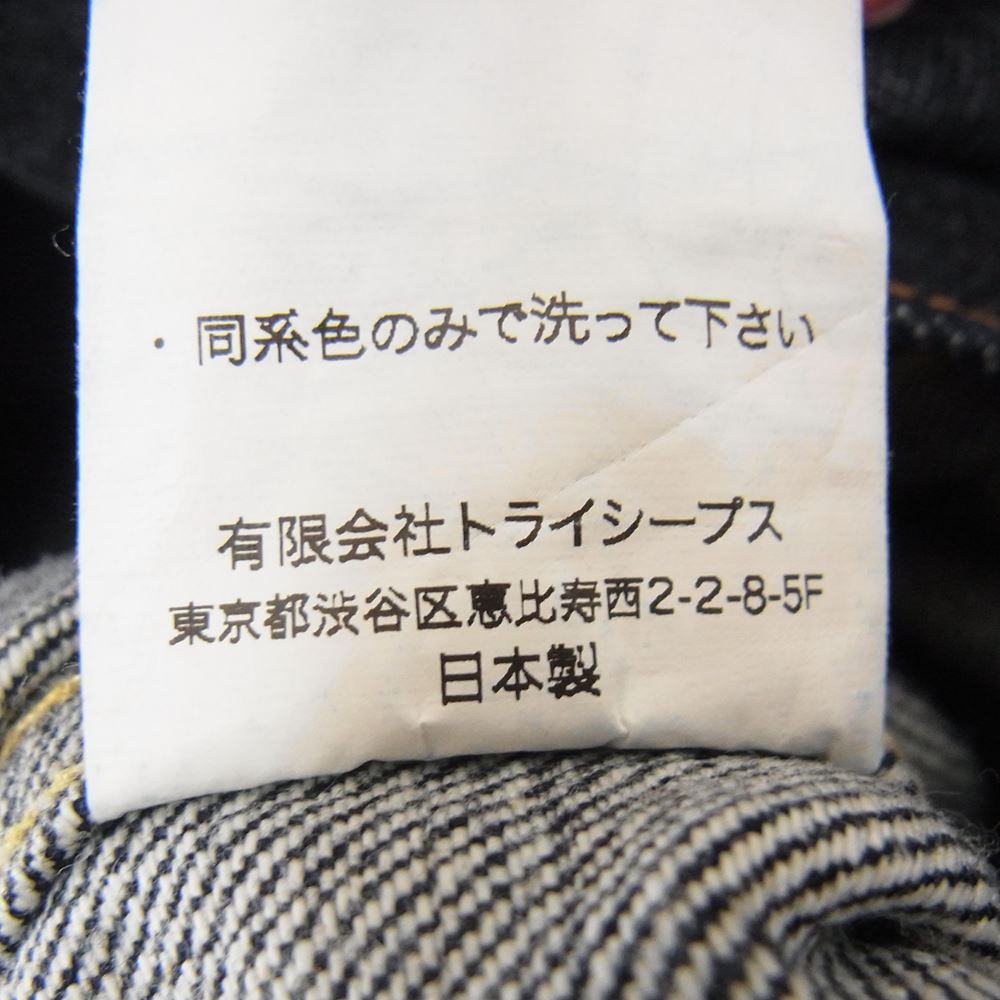 ・同系色のみで洗って下さい
有限会社トライシープス
東京都渋谷区恵比寿西2-2-8-5F
日本製